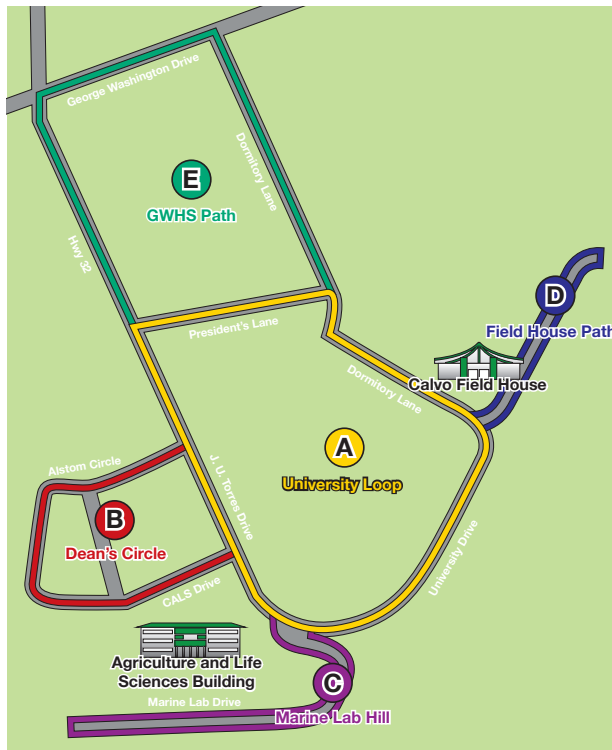 George Washington Drive
Dormitory Lane
E
GWHS Path
Hwy 32
D
President's Lane
Field House Path
Calvo Field House
Dormitory Lane
A
University Loop
J. U. Torres Drive
Alstom Circle
B
Dean's Circle
University Drive
CALS Drive
Agriculture and Life
Sciences Building
C
Marine Lab Drive
Marine Lab Hill